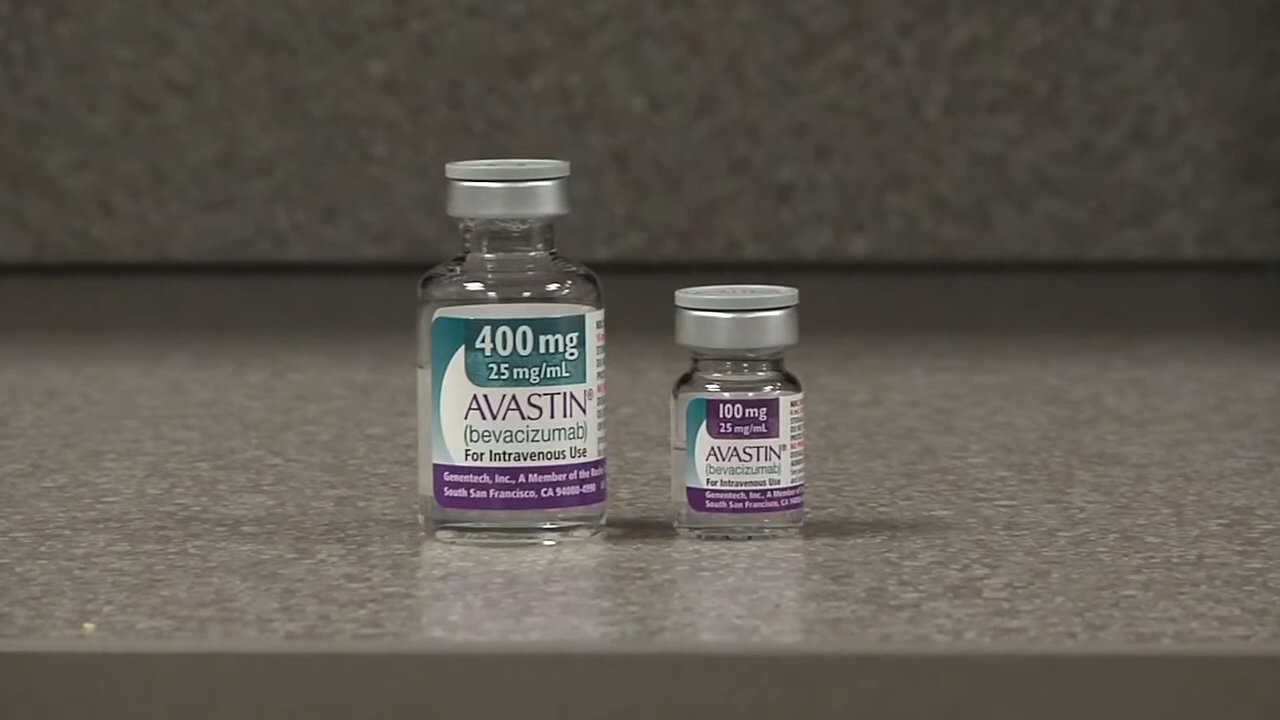 400 mg
25 mg/mL
AVASTIN®
(bevacizumab)
For Intravenous Use
Genentech, Inc., A Member of the
South San Francisco, CA 94080-4990
100 mg
25 mg/mL
AVASTIN®
(bevacizumab)
For Intravenous Use
Genentech, Inc., A Member of
South San Francisco, CA